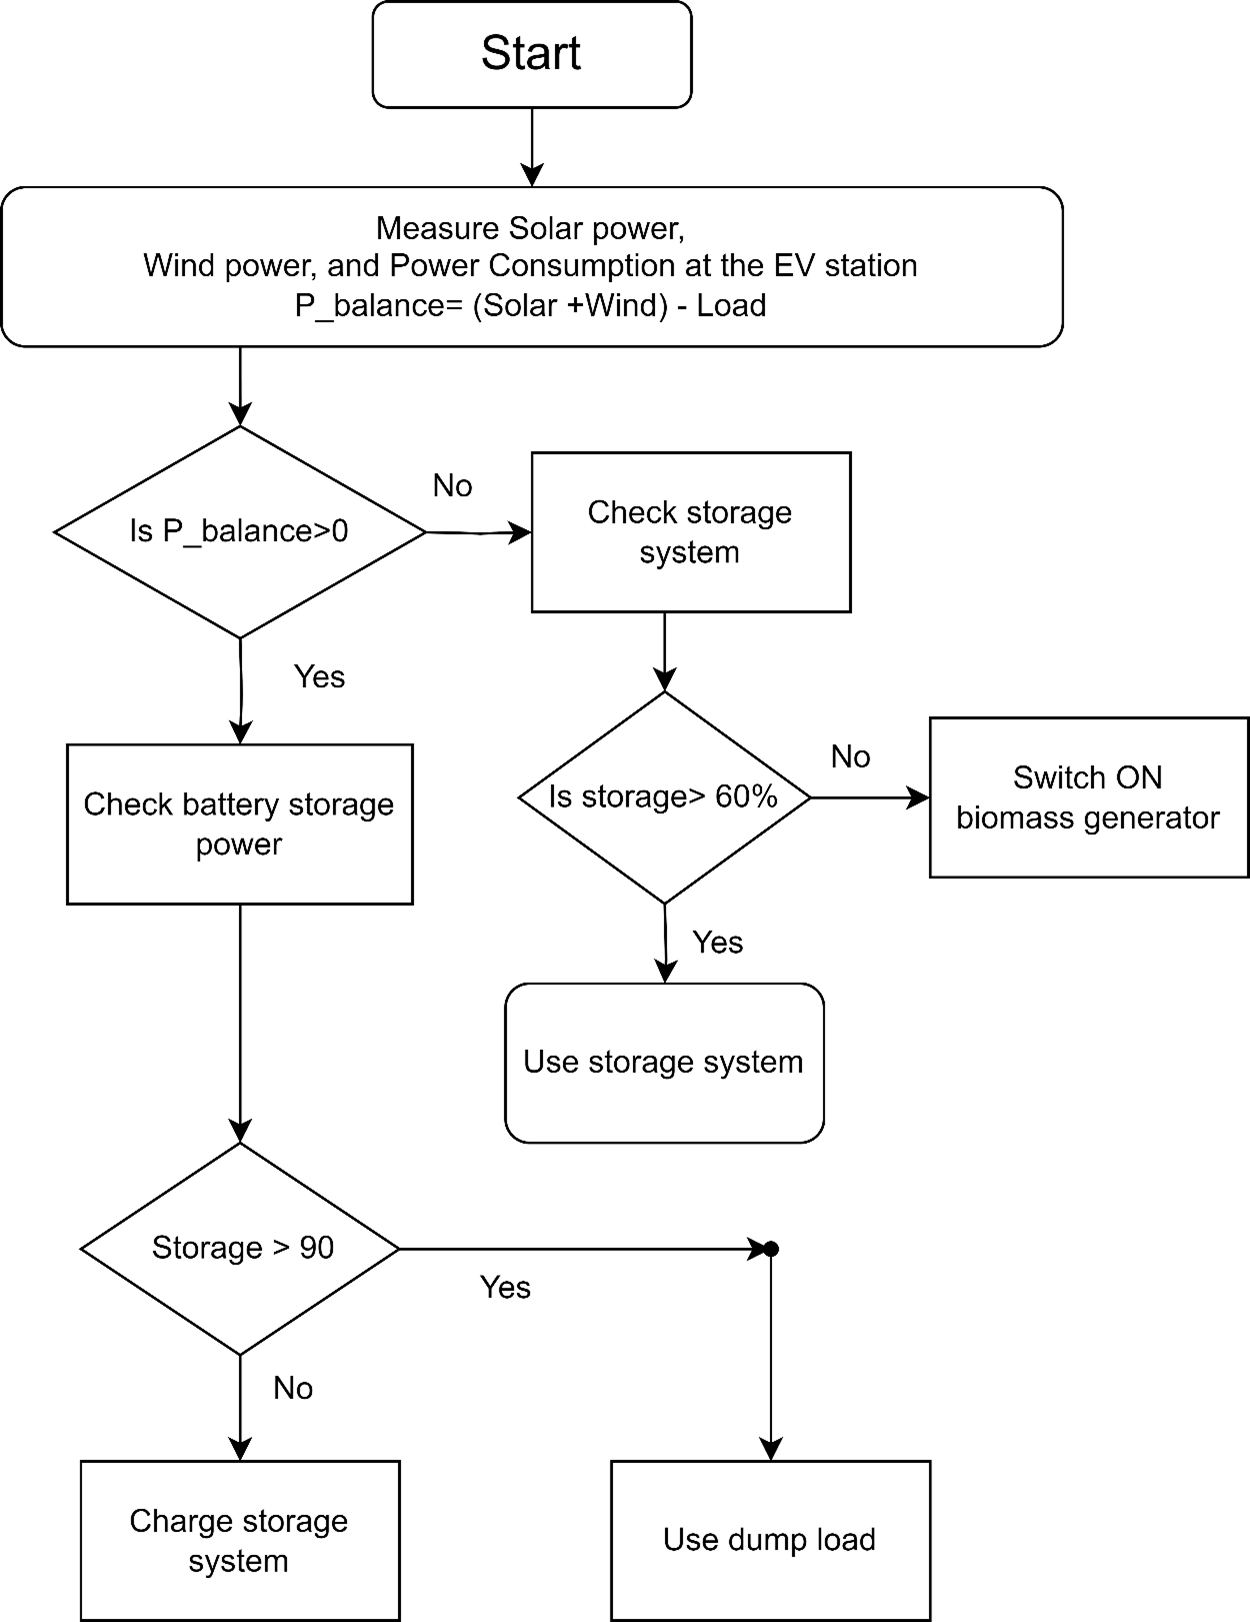 Start
Measure Solar power,
Wind power, and Power Consumption at the EV station
P_balance= (Solar +Wind) - Load
Is P_balance>0
No
Check storage
system
Yes
Check battery storage
power
Is storage> 60%
No
Switch ON
biomass generator
Yes
Use storage system
Storage > 90
Yes
No
Charge storage
system
Use dump load